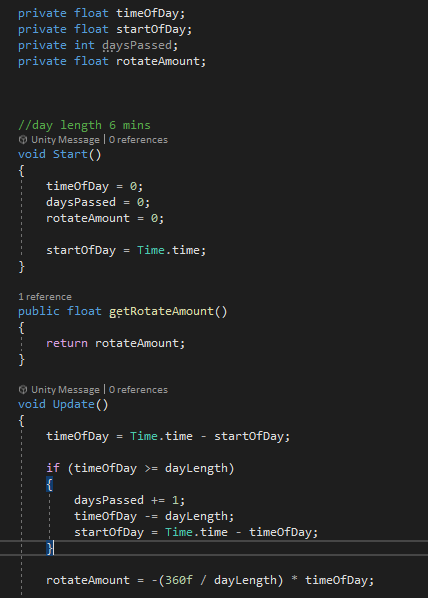 private float timeOfDay;
private float startOfDay;
private int daysPassed;
private float rotateAmount;
//day length 6 mins
Unity Message | 0 references
void Start()
{
timeOfDay = 0;
daysPassed = 0;
rotateAmount = 0;
startOfDay = Time.time;
}
1 reference
public float getRotateAmount()
{
return rotateAmount;
}
Unity Message | 0 references
void Update()
{
timeOfDay = Time.time - startOfDay;
if (timeOfDay >= dayLength)
{
daysPassed += 1;
timeOfDay -= dayLength;
startOfDay = Time.time - timeOfDay;
}
rotateAmount = -(360f / dayLength) * timeOfDay;